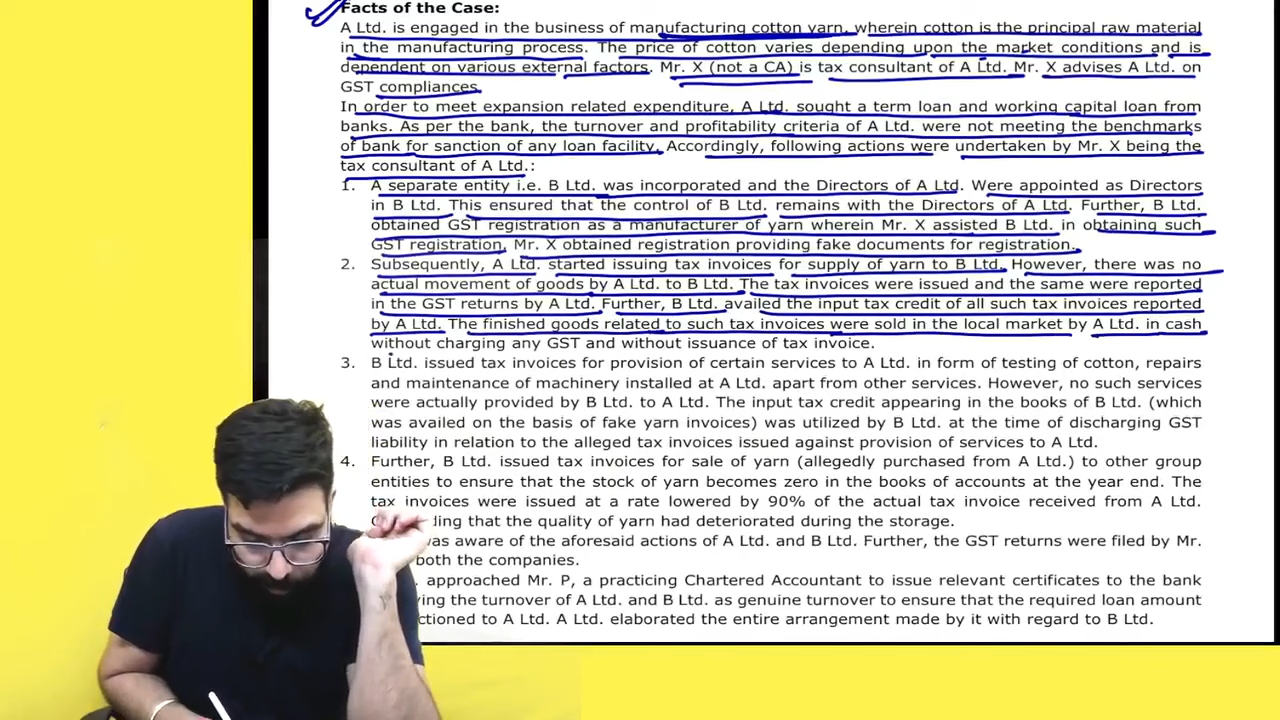 Facts of the Case:
A Ltd. is engaged in the business of manufacturing cotton yarn, wherein cotton is the principal raw material
in the manufacturing process. The price of cotton varies depending upon the market conditions and is
dependent on various external factors. Mr. X (not a CA) is tax consultant of A Ltd. Mr. X advises A Ltd. on
GST compliances.
In order to meet expansion related expenditure, A Ltd. sought a term loan and working capital loan from
banks. As per the bank, the turnover and profitability criteria of A Ltd. were not meeting the benchmarks
of bank for sanction of any loan facility. Accordingly, following actions were undertaken by Mr. X being the
tax consultant of A Ltd.:
1. A separate entity i.e. B Ltd. was incorporated and the Directors of A Ltd. Were appointed as Directors
in B Ltd. This ensured that the control of B Ltd. remains with the Directors of A Ltd. Further, B Ltd.
obtained GST registration as a manufacturer of yarn wherein Mr. X assisted B Ltd. in obtaining such
GST registration. Mr. X obtained registration providing fake documents for registration.
2. Subsequently, A Ltd. started issuing tax invoices for supply of yarn to B Ltd. However, there was no
actual movement of goods by A Ltd. to B Ltd. The tax invoices were issued and the same were reported
in the GST returns by A Ltd. Further, B Ltd. availed the input tax credit of all such tax invoices reported
by A Ltd. The finished goods related to such tax invoices were sold in the local market by A Ltd. in cash
without charging any GST and without issuance of tax invoice.
3. B Ltd. issued tax invoices for provision of certain services to A Ltd. in form of testing of cotton, repairs
and maintenance of machinery installed at A Ltd. apart from other services. However, no such services
were actually provided by B Ltd. to A Ltd. The input tax credit appearing in the books of B Ltd. (which
was availed on the basis of fake yarn invoices) was utilized by B Ltd. at the time of discharging GST
liability in relation to the alleged tax invoices issued against provision of services to A Ltd.
4. Further, B Ltd. issued tax invoices for sale of yarn (allegedly purchased from A Ltd.) to other group
entities to ensure that the stock of yarn becomes zero in the books of accounts at the year end. The
tax invoices were issued at a rate lowered by 90% of the actual tax invoice received from A Ltd.
that the quality of yarn had deteriorated during the storage.
was aware of the aforesaid actions of A Ltd. and B Ltd. Further, the GST returns were filed by Mr.
both the companies.
approached Mr. P, a practicing Chartered Accountant to issue relevant certificates to the bank
the turnover of A Ltd. and B Ltd. as genuine turnover to ensure that the required loan amount
to A Ltd. A Ltd. elaborated the entire arrangement made by it with regard to B Ltd.